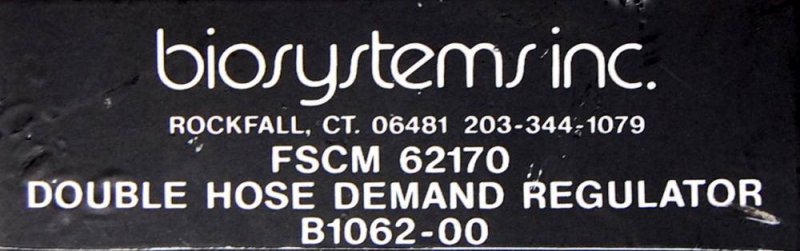 biosystems inc.
ROCKFALL, CT. 06481 203-344-1079
FSCM 62170
DOUBLE HOSE DEMAND REGULATOR
B1062-00